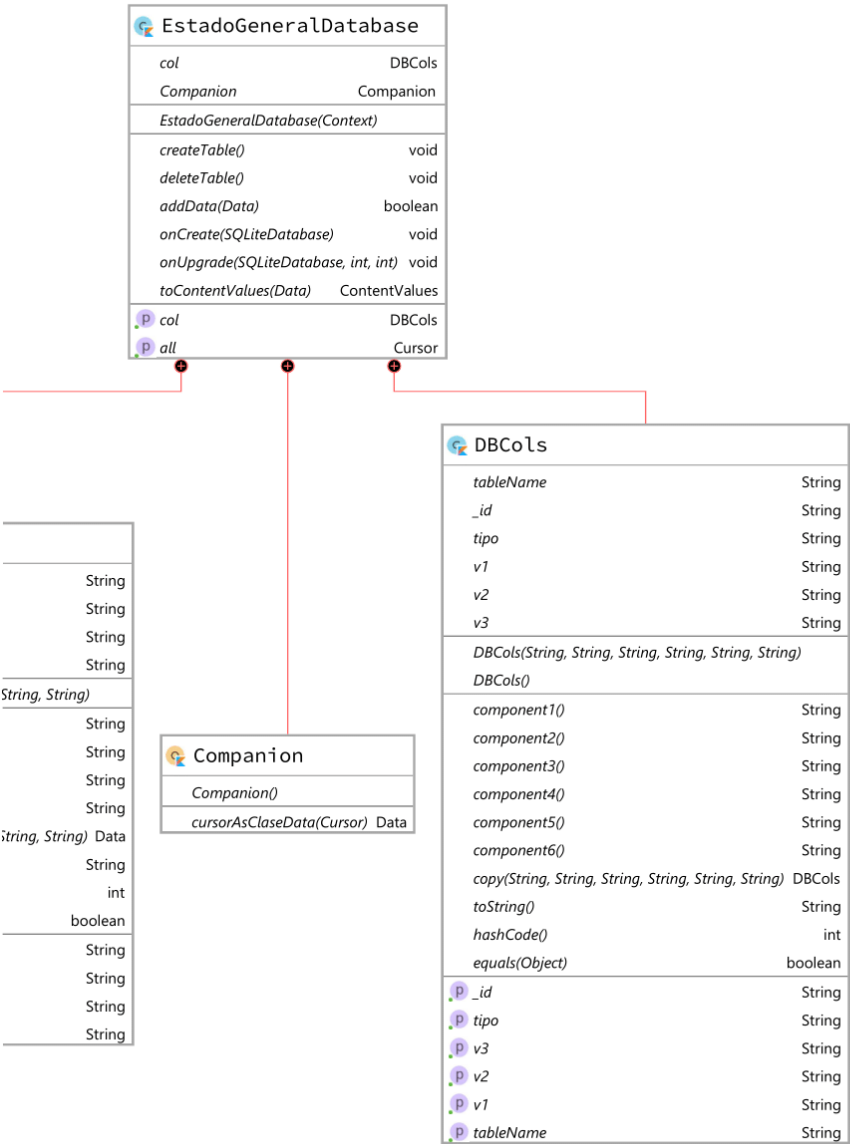 EstadoGeneralDatabase
col DBCols
Companion Companion
EstadoGeneralDatabase(Context)
createTable() void
deleteTable() void
addData(Data) boolean
onCreate(SQLiteDatabase) void
onUpgrade(SQLiteDatabase, int, int) void
toContentValues(Data) ContentValues
p col DBCols
p all Cursor
String
String
String
String
String, String)
String
String
String
String
String, String) Data
String
int
boolean
String
String
String
String
Companion
Companion()
cursorAsClaseData(Cursor) Data
DBCols
tableName String
_id String
tipo String
v1 String
v2 String
v3 String
DBCols(String, String, String, String, String, String)
DBCols()
component1() String
component2() String
component3() String
component4() String
component5() String
component6() String
copy(String, String, String, String, String, String) DBCols
toString() String
hashCode() int
equals(Object) boolean
p _id String
p tipo String
p v3 String
p v2 String
p v1 String
p tableName String